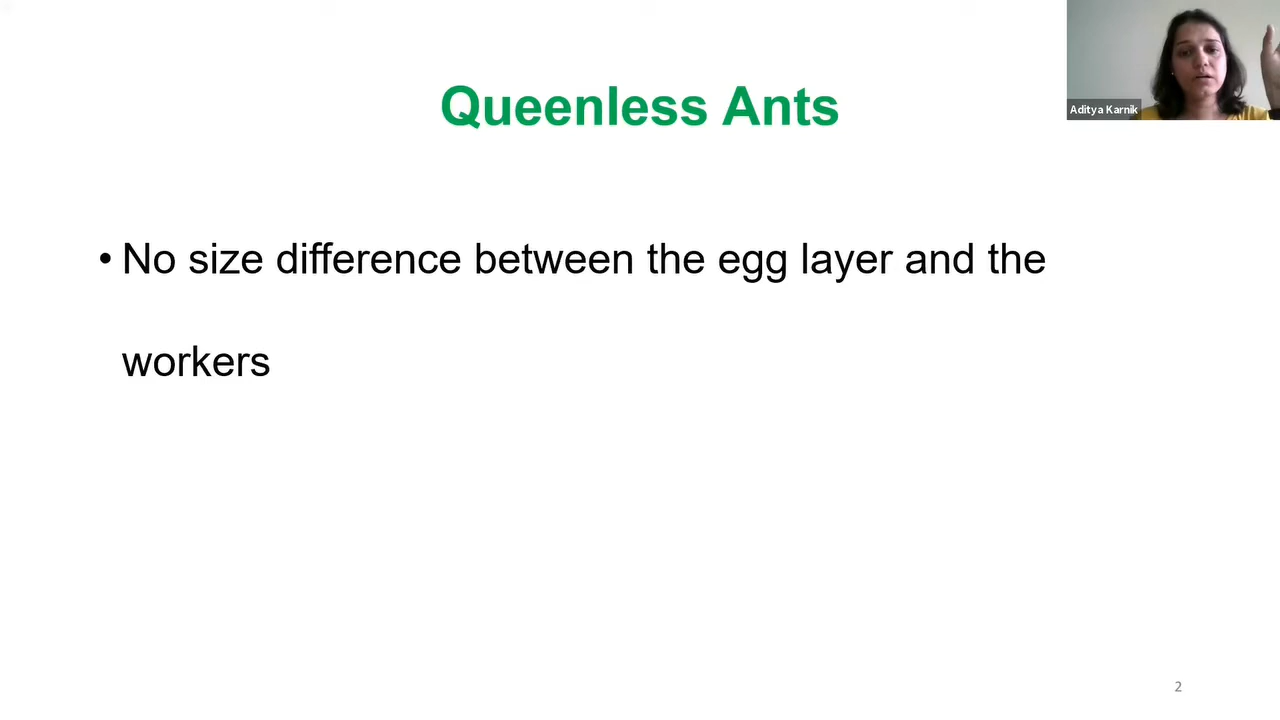 Queenless Ants
Aditya Karnik
• No size difference between the egg layer and the
workers
2